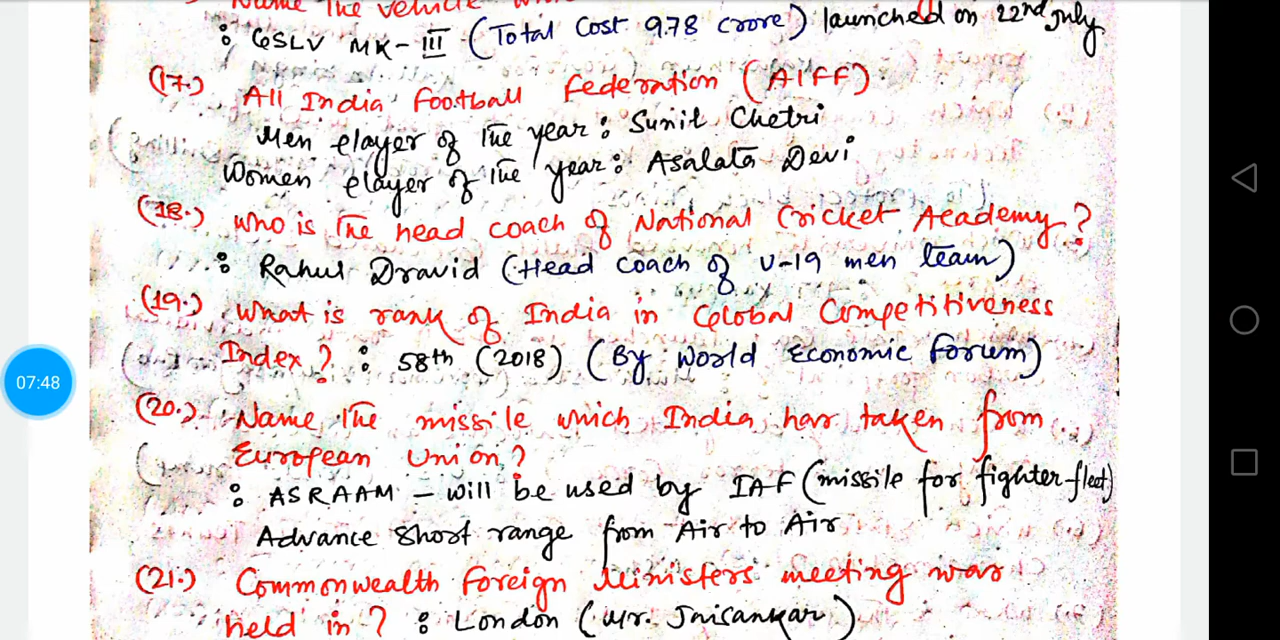 Name the vehicle
: GSLV MK-III (Total Cost 978 crore) launched on 22nd July
(17.) All India Football Federation (AIFF)
Men player of the year : Sunil Chetri
Women player of the year : Asalata Devi
(18.) Who is the head coach of National Cricket Academy?
: Rahul Dravid (Head coach of U-19 men team)
(19.) What is rank of India in Global Competitiveness
Index? : 58th (2018) (By World Economic Forum)
07:48
(20.) Name the missile which India has taken from
European Union?
: ASRAAM - will be used by IAF (missile for fighter fleet)
Advance short range from Air to Air
(21.) Commonwealth Foreign Ministers meeting was
held in? : London (Mr. Jaisankar)